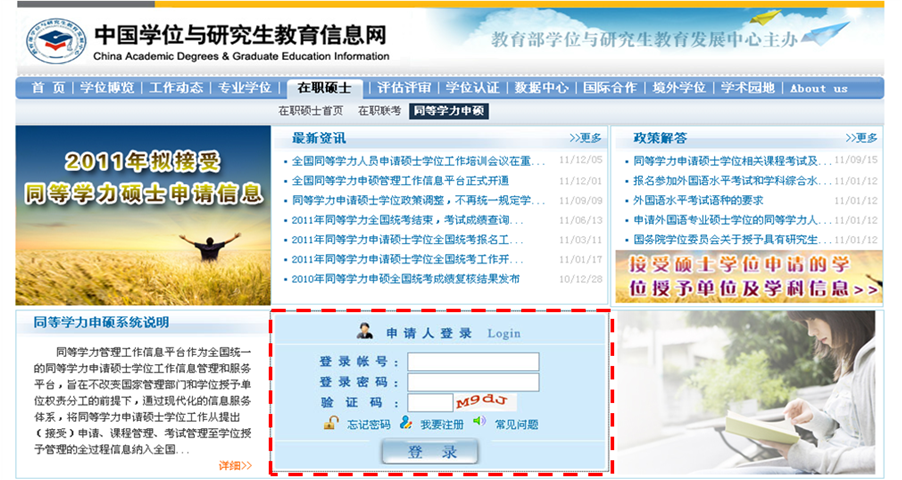 中国学位与研究生教育信息网
China Academic Degrees & Graduate Education Information
教育部学位与研究生教育发展中心主办
首 页 | 学位博览 | 工作动态 | 专业学位 | 在职硕士 | 评估评审 | 学位认证 | 数据中心 | 国际合作 | 境外学位 | 学术园地 | About us
在职硕士首页 在职联考 同等学力申硕
2011年拟接受
同等学力硕士申请信息
最新资讯 >>更多
全国同等学力人员申请硕士学位工作培训会议在重... 11/12/05
全国同等学力申硕管理工作信息平台正式开通 11/12/01
同等学力申请硕士学位政策调整，不再统一规定学... 11/09/09
2011年同等学力全国统考结束，考试成绩查询... 11/06/13
2011年同等学力申请硕士学位全国统考报名工... 11/03/11
2011年同等学力申请硕士学位全国统考工作开... 11/01/17
2010年同等学力申硕全国统考成绩复核结果发布 10/12/28
政策解答 >>更多
同等学力申请硕士学位相关课程考试及... 11/09/15
报名参加外国语水平考试和学科综合水... 11/01/12
外国语水平考试语种的要求 11/01/12
申请外国语专业硕士学位的同等学力人... 11/01/12
国务院学位委员会关于授予具有研究生... 11/01/12
接受硕士学位申请的学
位授予单位及学科信息>>
同等学力申硕系统说明
同等学力管理工作信息平台作为全国统一
的同等学力申请硕士学位工作信息管理和服务
平台，旨在不改变国家管理部门和学位授予单
位权责分工的前提下，通过现代化的信息服务
体系，将同等学力申请硕士学位工作从提出
（接受）申请、课程管理、考试管理至学位授
予管理的全过程信息纳入全国...
详细>>
申请人登录 Login
登录帐号：
登录密码：
验 证 码： M9dJ
忘记密码 我要注册 常见问题
登 录